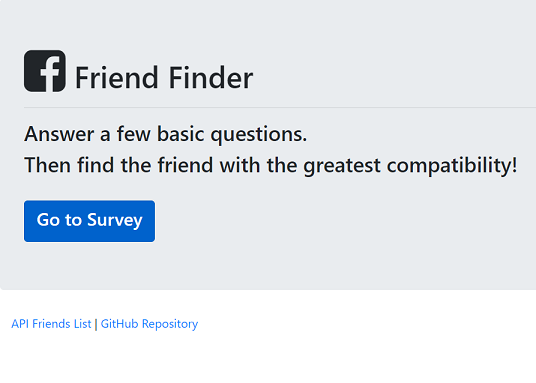 Friend Finder
Answer a few basic questions.
Then find the friend with the greatest compatibility!
Go to Survey
API Friends List | GitHub Repository